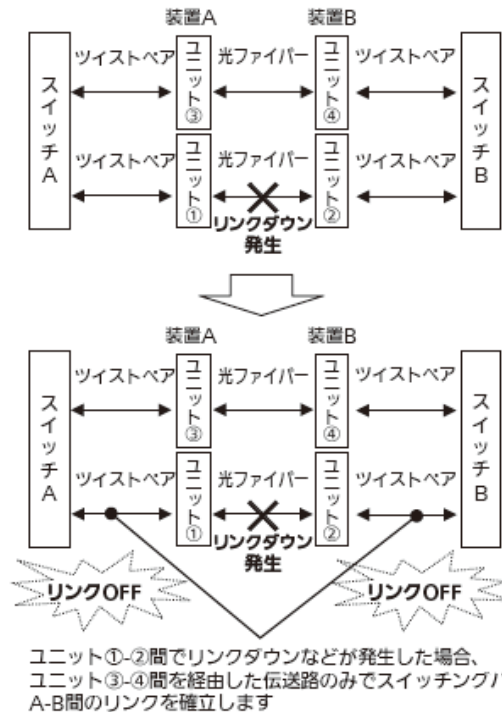 装置A 装置B
ツイストペア 光ファイバー ツイストペア
スイッチA
ユニット③
ユニット④
スイッチB
ツイストペア 光ファイバー ツイストペア
ユニット①
ユニット②
リンクダウン
発生
装置A 装置B
ツイストペア 光ファイバー ツイストペア
スイッチA
ユニット③
ユニット④
スイッチB
ツイストペア 光ファイバー ツイストペア
ユニット①
ユニット②
リンクダウン
発生
リンクOFF リンクOFF
ユニット①-②間でリンクダウンなどが発生した場合、
ユニット③-④間を経由した伝送路のみでスイッチング
A-B間のリンクを確立します